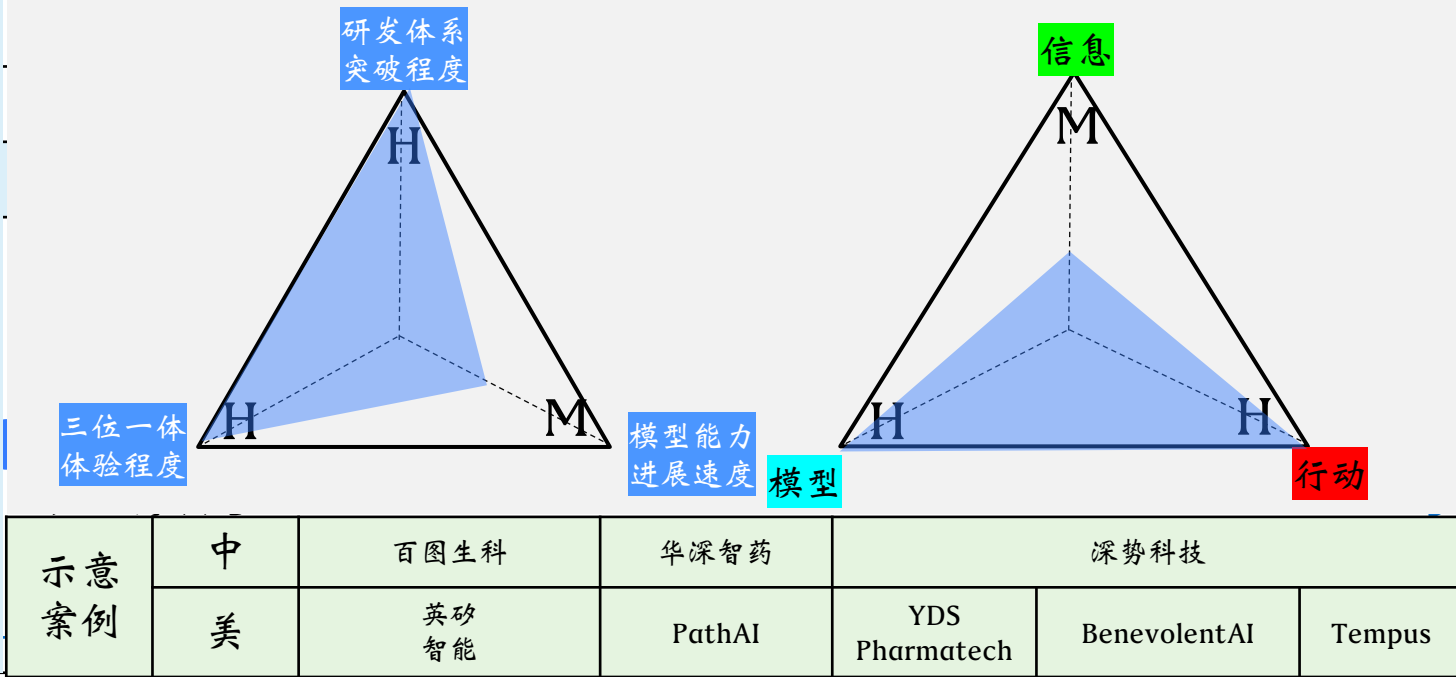 研发体系
突破程度
H
三位一体
体验程度
H
M
模型能力
进展速度
信息
M
H
H
模型
行动
示意
案例
中
百图生科
华深智药
深势科技
美
英矽
智能
PathAI
YDS
Pharmatech
BenevolentAI
Tempus